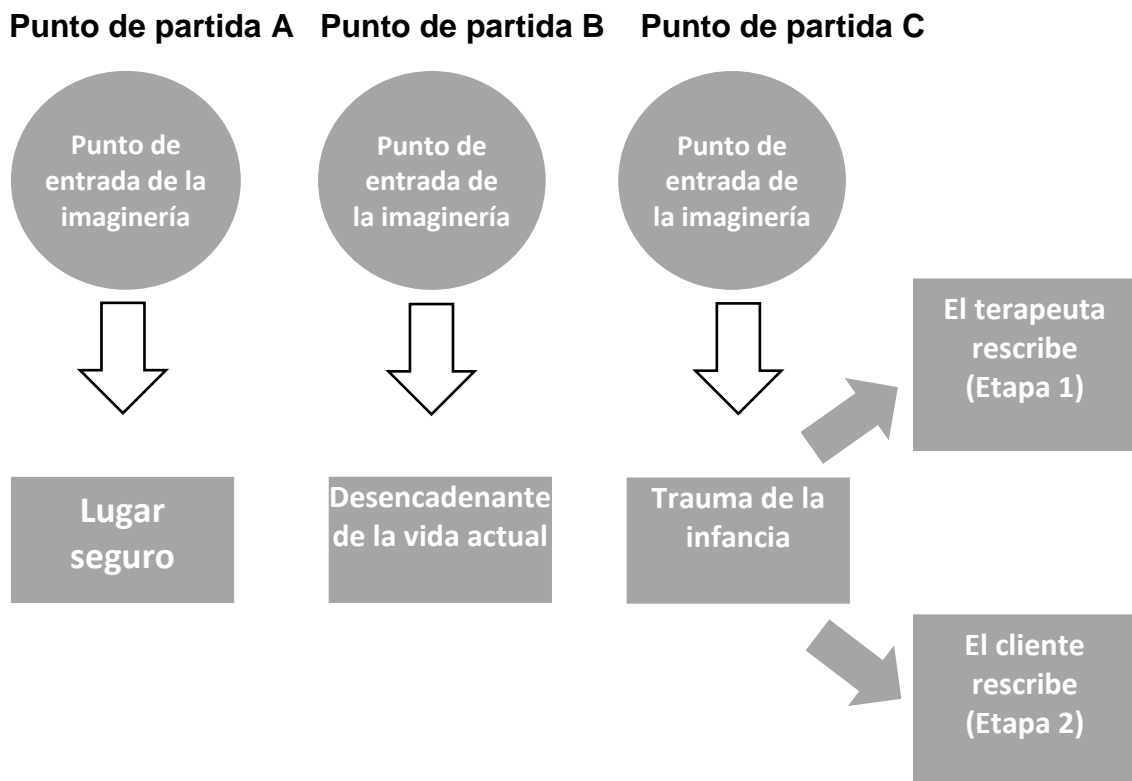 Punto de partida A
Punto de partida B
Punto de partida C
Punto de
entrada de la
imaginería
Punto de
entrada de
la imaginería
Punto de
entrada de
la imaginería
Lugar
seguro
Desencadenante
de la vida actual
Trauma de la
infancia
El terapeuta
rescribe
(Etapa 1)
El cliente
rescribe
(Etapa 2)